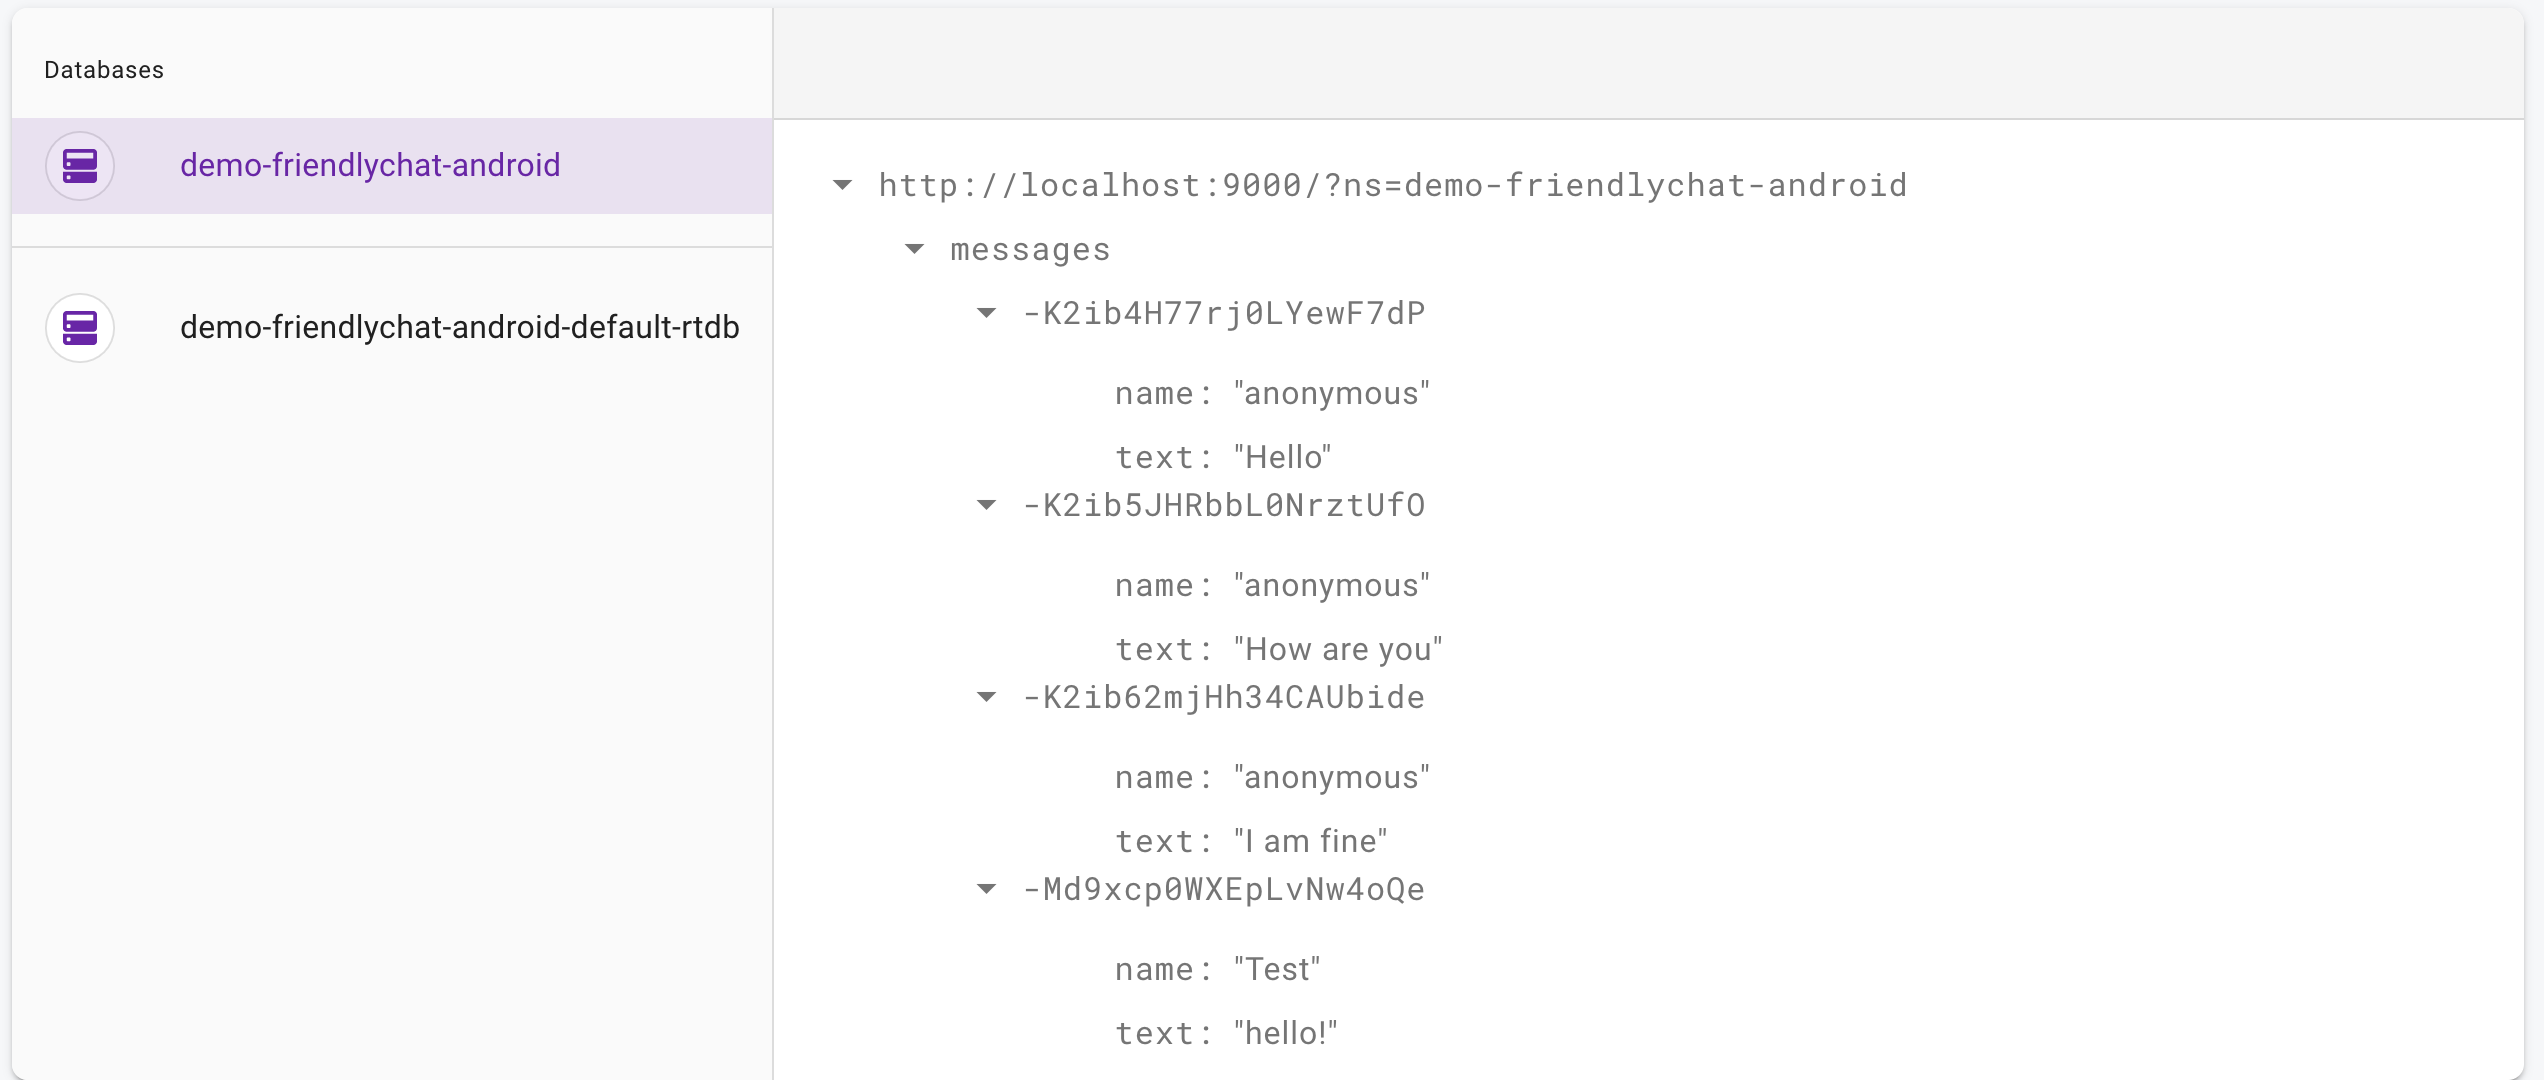 Databases
demo-friendlychat-android
demo-friendlychat-android-default-rtdb
http://localhost:9000/?ns=demo-friendlychat-android
messages
-K2ib4H77rj0LYewF7dP
name: "anonymous"
text: "Hello"
-K2ib5JHRbbL0NrztUfO
name: "anonymous"
text: "How are you"
-K2ib62mjHh34CAUbide
name: "anonymous"
text: "I am fine"
-Md9xcp0WXEpLvNw4oQe
name: "Test"
text: "hello!"